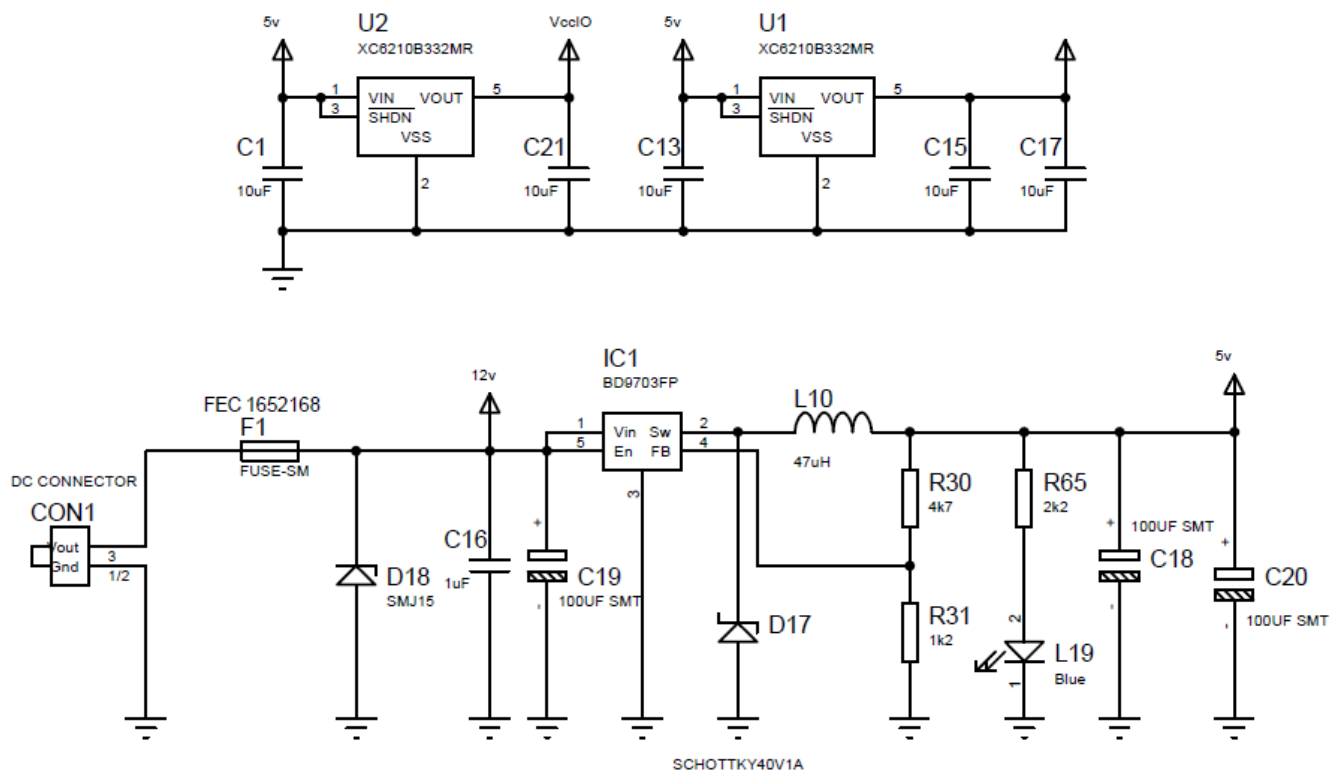 5v
U2
XC6210B332MR
VccIO
5v
U1
XC6210B332MR
1
3
VIN
VOUT
SHDN
VSS
5
2
1
3
VIN
VOUT
SHDN
VSS
5
2
C1
10uF
C21
10uF
C13
10uF
C15
10uF
C17
10uF
IC1
BD9703FP
12v
5v
FEC 1652168
F1
FUSE-SM
1
5
Vin
Sw
En
FB
2
4
3
L10
47uH
DC CONNECTOR
CON1
Vout
Gnd
3
1/2
D18
SMJ15
C16
1uF
+
C19
100UF SMT
-
D17
R30
4k7
R31
1k2
R65
2k2
2
L19
Blue
1
+
100UF SMT
C18
-
+
C20
100UF SMT
-
SCHOTTKY40V1A